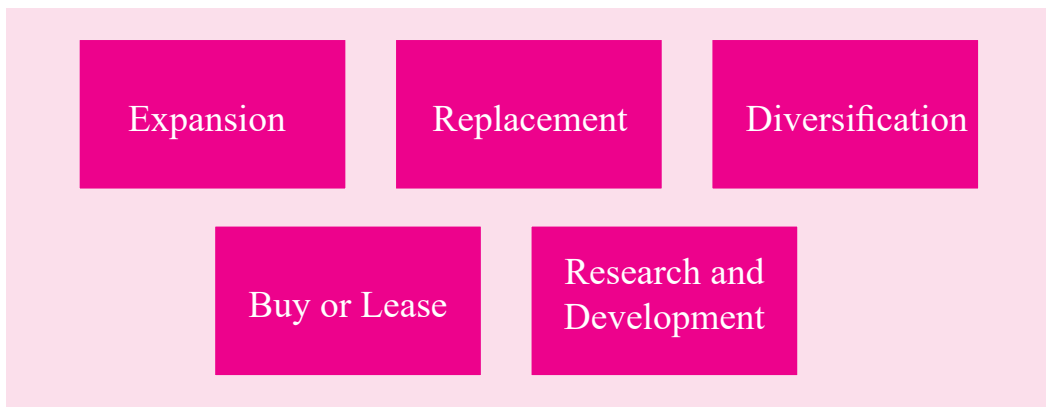 Expansion
Replacement
Diversification
Buy or Lease
Research and
Development